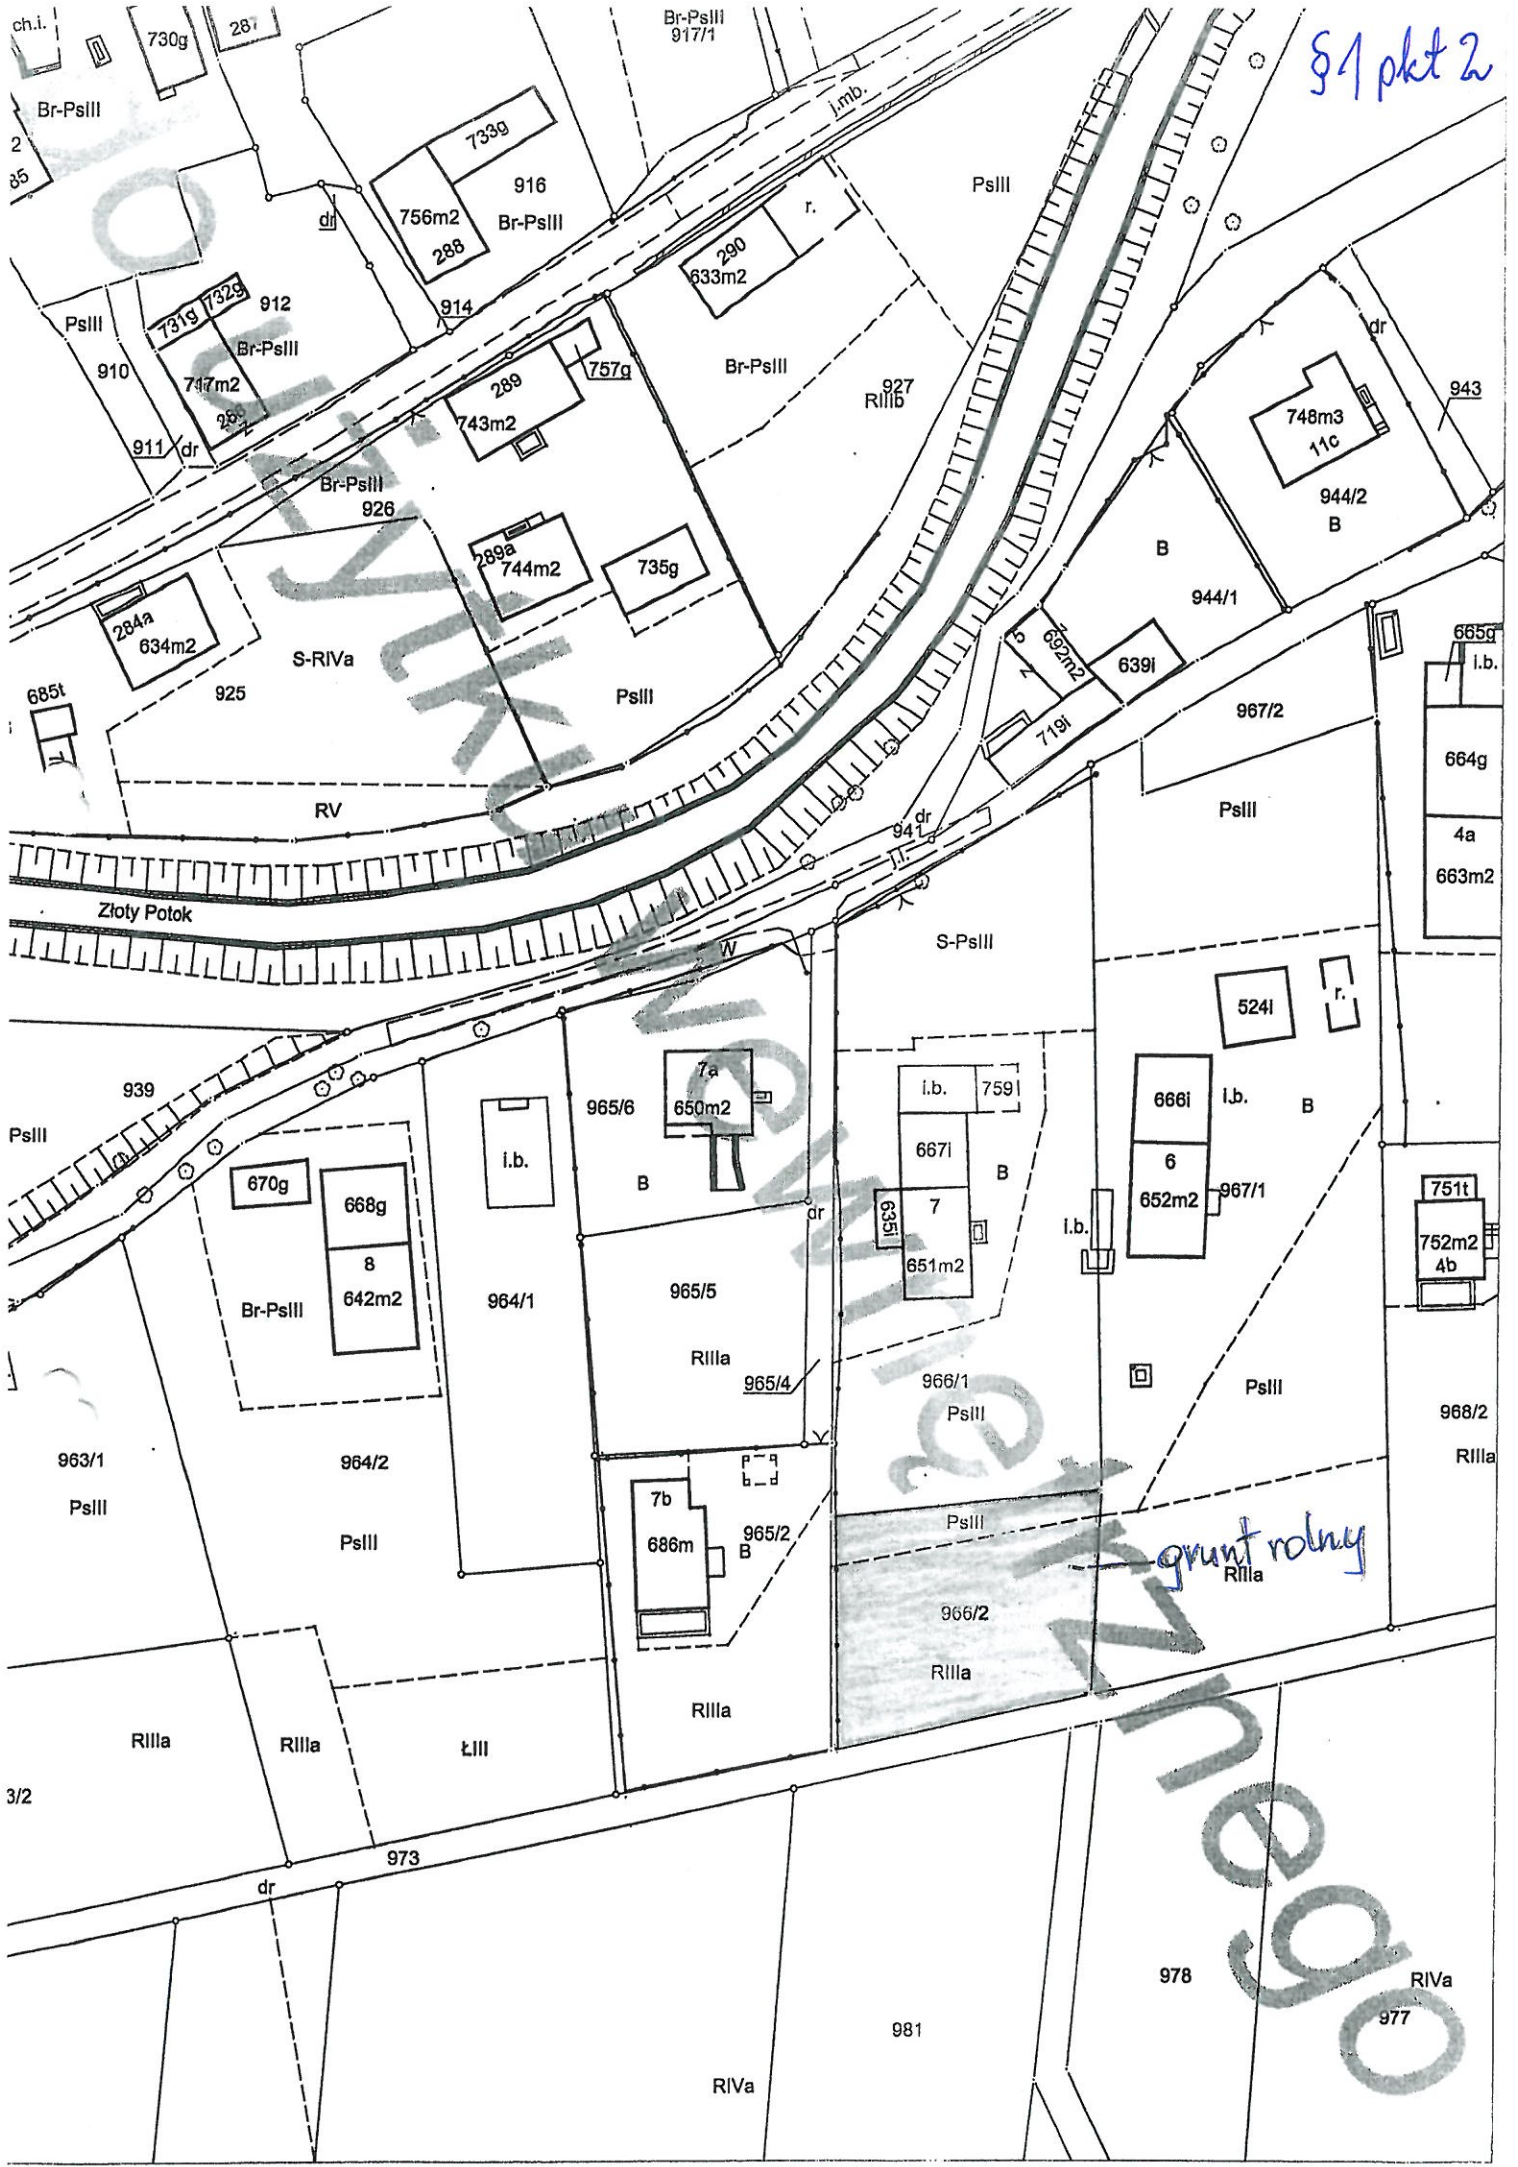 ch.i.
730g
287
Br-PsIII
917/1
§1 pkt 2
Br-PsIII
2
85
j.mb.
733g
916
Br-PsIII
756m2
288
dr
r.
290
633m2
PsIII
731g
732g
912
914
PsIII
Br-PsIII
910
717m2
286
757g
289
743m2
Br-PsIII
927
RIIIb
dr
943
748m3
11c
911
dr
Br-PsIII
926
944/2
B
289a
744m2
735g
B
944/1
284a
634m2
S-RIVa
925
5
692m2
639i
665g
i.b.
685t
PsIII
967/2
719i
664g
RV
PsIII
dr
941
4a
663m2
Złoty Potok
S-PsIII
W
524i
r.
939
PsIII
965/6
7a
650m2
i.b.
759
666i
i.b.
B
i.b.
667i
B
B
670g
668g
6
652m2
967/1
751t
635i
7
651m2
dr
i.b.
752m2
4b
8
642m2
Br-PsIII
964/1
965/5
RIIIa
965/4
966/1
PsIII
PsIII
968/2
RIIIa
963/1
PsIII
964/2
PsIII
7b
686m
965/2
B
PsIII
grunt rolny
RIIIa
966/2
RIIIa
RIIIa
RIIIa
RIIIa
ŁIII
3/2
973
dr
978
RIVa
977
981
RIVa
do użytku wewnętrznego